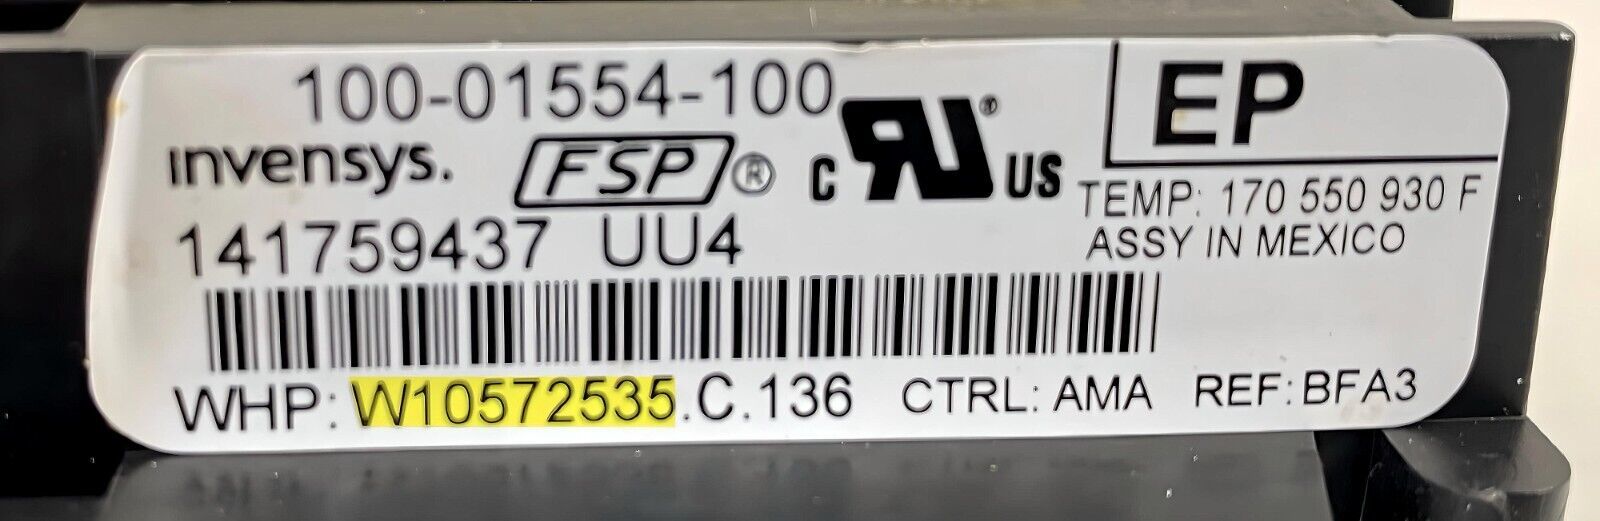 100-01554-100
invensys. FSP® C RU® US
EP
TEMP: 170 550 930 F
ASSY IN MEXICO
141759437 UU4
WHP: W10572535.C.136 CTRL: AMA REF: BFA3